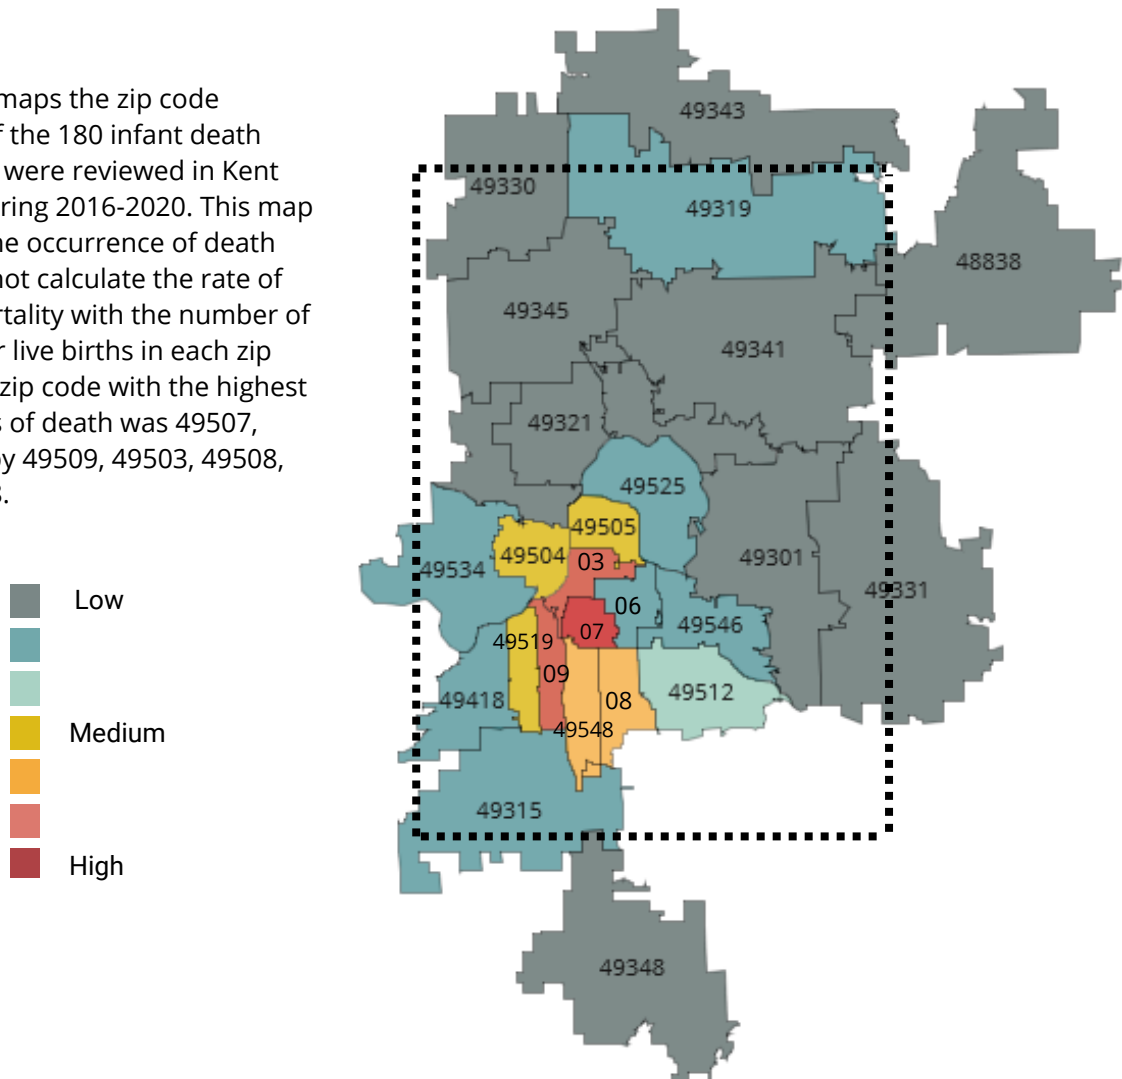 maps the zip code
f the 180 infant death
were reviewed in Kent
ring 2016-2020. This map
ne occurrence of death
not calculate the rate of
rtality with the number of
r live births in each zip
zip code with the highest
s of death was 49507,
by 49509, 49503, 49508,
3.
Low
Medium
High
49343
49330
49319
48838
49345
49341
49321
49525
49505
49504
03
49301
49534
49331
06
07
49546
49519
09
49512
49418
08
49548
49315
49348